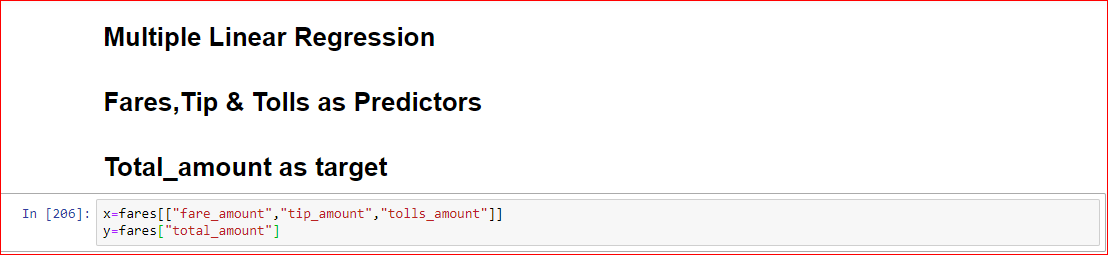 Multiple Linear Regression
Fares,Tip & Tolls as Predictors
Total_amount as target
In [206]: x=fares[["fare_amount","tip_amount","tolls_amount"]]
y=fares["total_amount"]